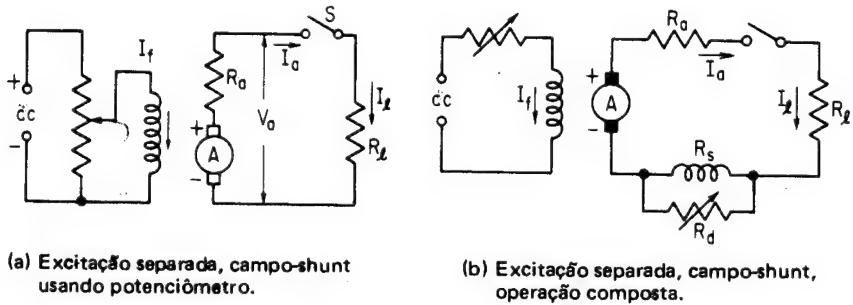 +
cc
-
I_f
R_a
+
A
-
V_a
I_a
S
I_ℓ
R_ℓ
(a) Excitação separada, campo-shunt
usando potenciômetro.
cc
I_f
+
A
-
R_a
I_a
I_ℓ
R_ℓ
R_s
R_d
(b) Excitação separada, campo-shunt,
operação composta.